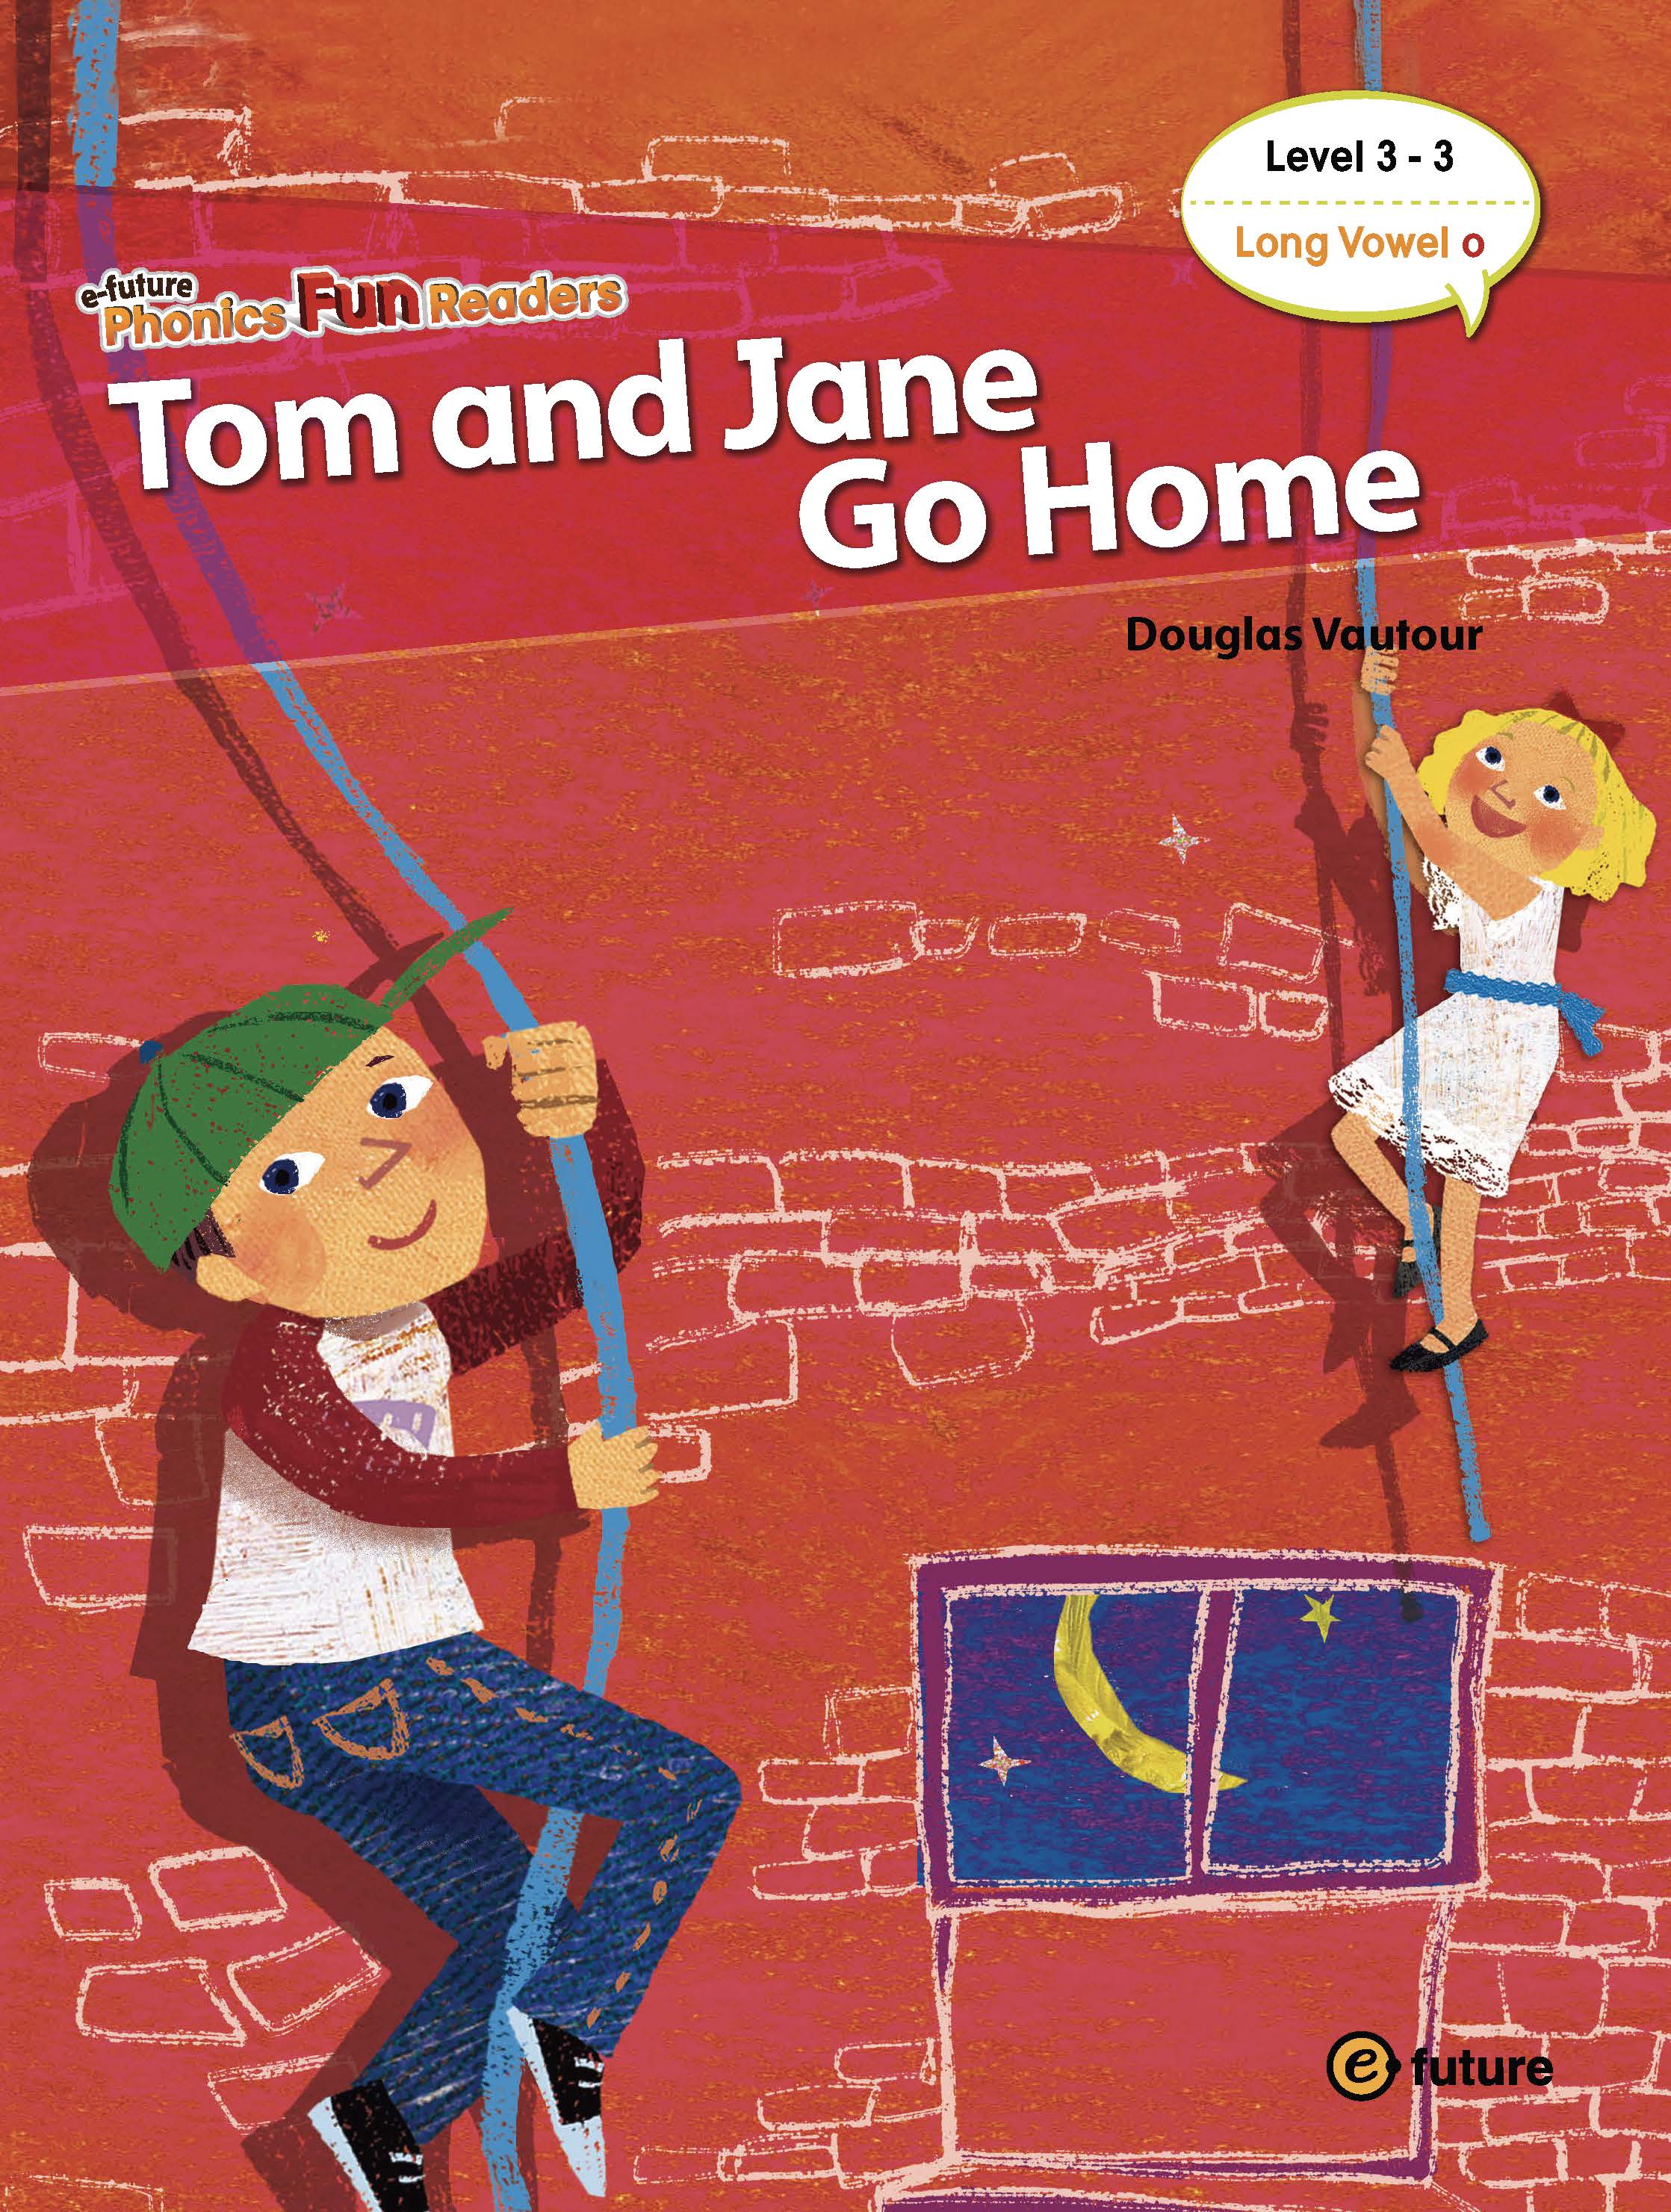 Level 3 - 3
Long Vowel o
e-future
Phonics Fun Readers
Tom and Jane
Go Home
Douglas Vautour
e future